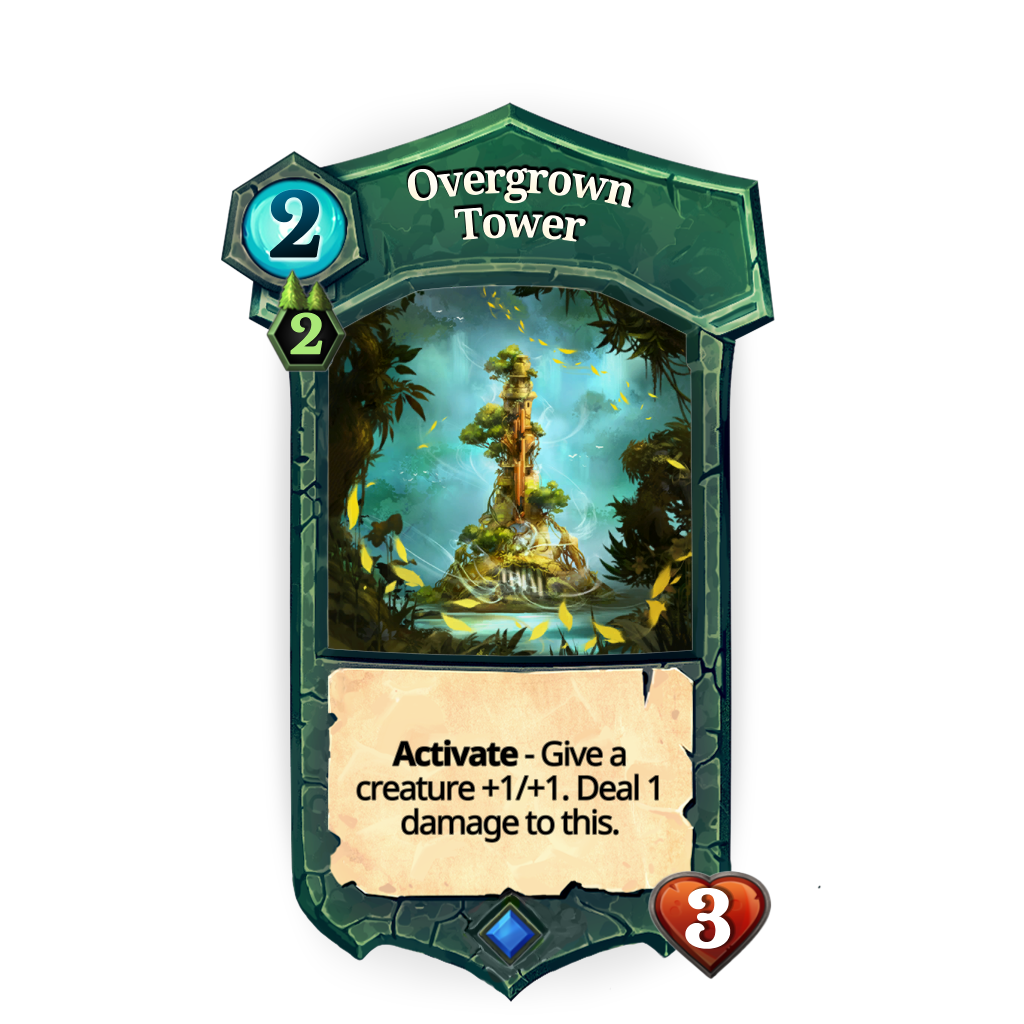 Overgrown
Tower
2
2
Activate - Give a
creature +1/+1. Deal 1
damage to this.
3